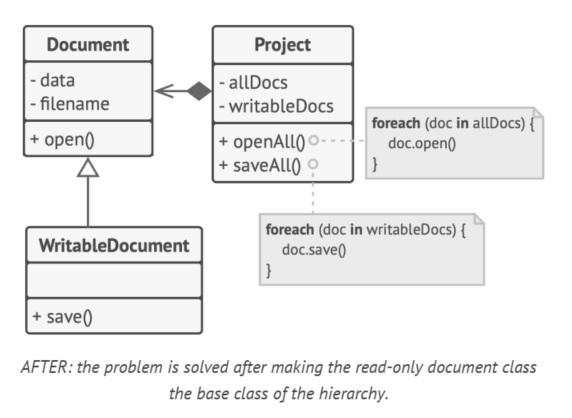 Document
- data
- filename
+ open()
Project
- allDocs
- writableDocs
+ openAll()
+ saveAll()
foreach (doc in allDocs) {
doc.open()
}
WritableDocument
+ save()
foreach (doc in writableDocs) {
doc.save()
}
AFTER: the problem is solved after making the read-only document class
the base class of the hierarchy.